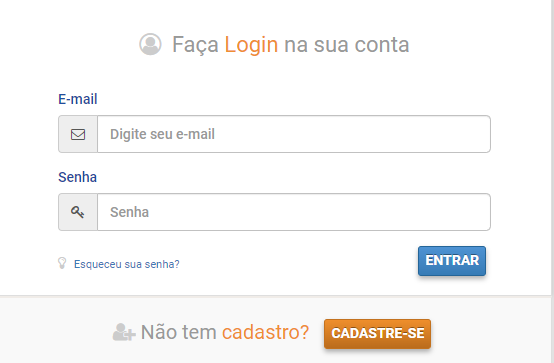 Faça Login na sua conta
E-mail
Digite seu e-mail
Senha
Senha
Esqueceu sua senha?
ENTRAR
Não tem cadastro? CADASTRE-SE